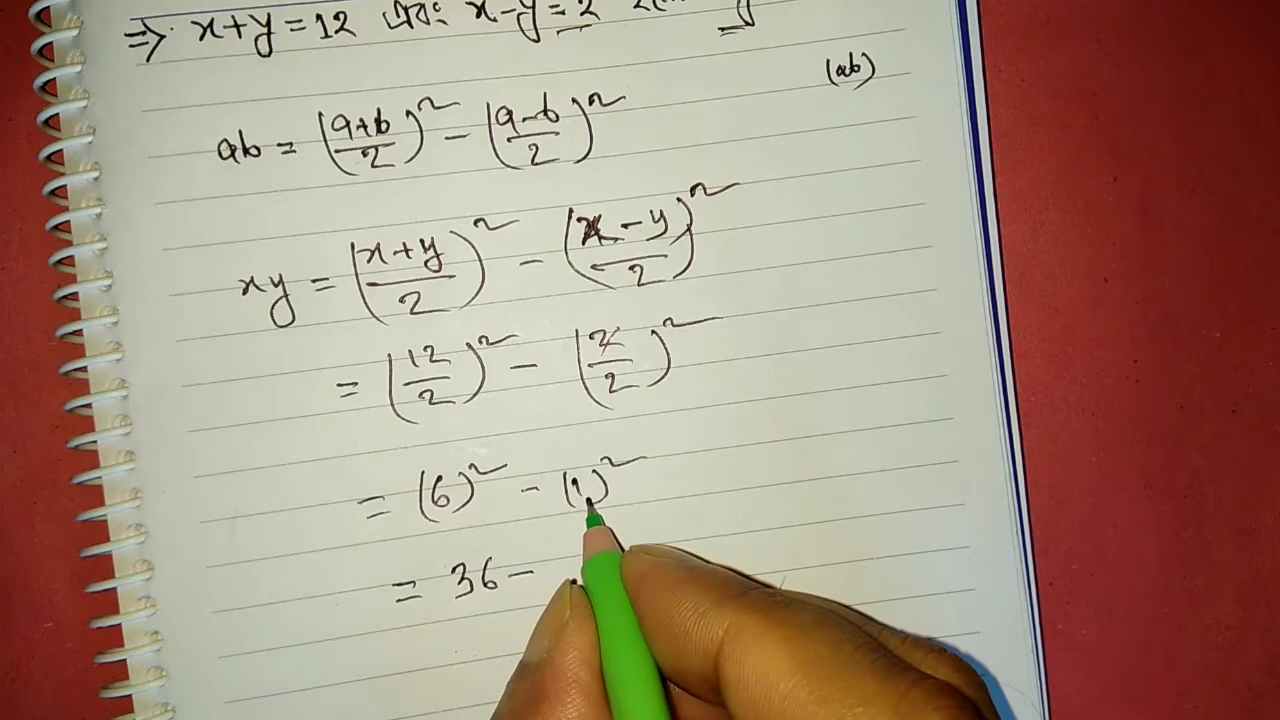 ⇒ x+y=12 এবং x-y=2
(ab)
ab = ((a+b)/2)² - ((a-b)/2)²
xy = ((x+y)/2)² - ((x-y)/2)²
= (12/2)² - (2/2)²
= (6)² - (1)²
= 36 -